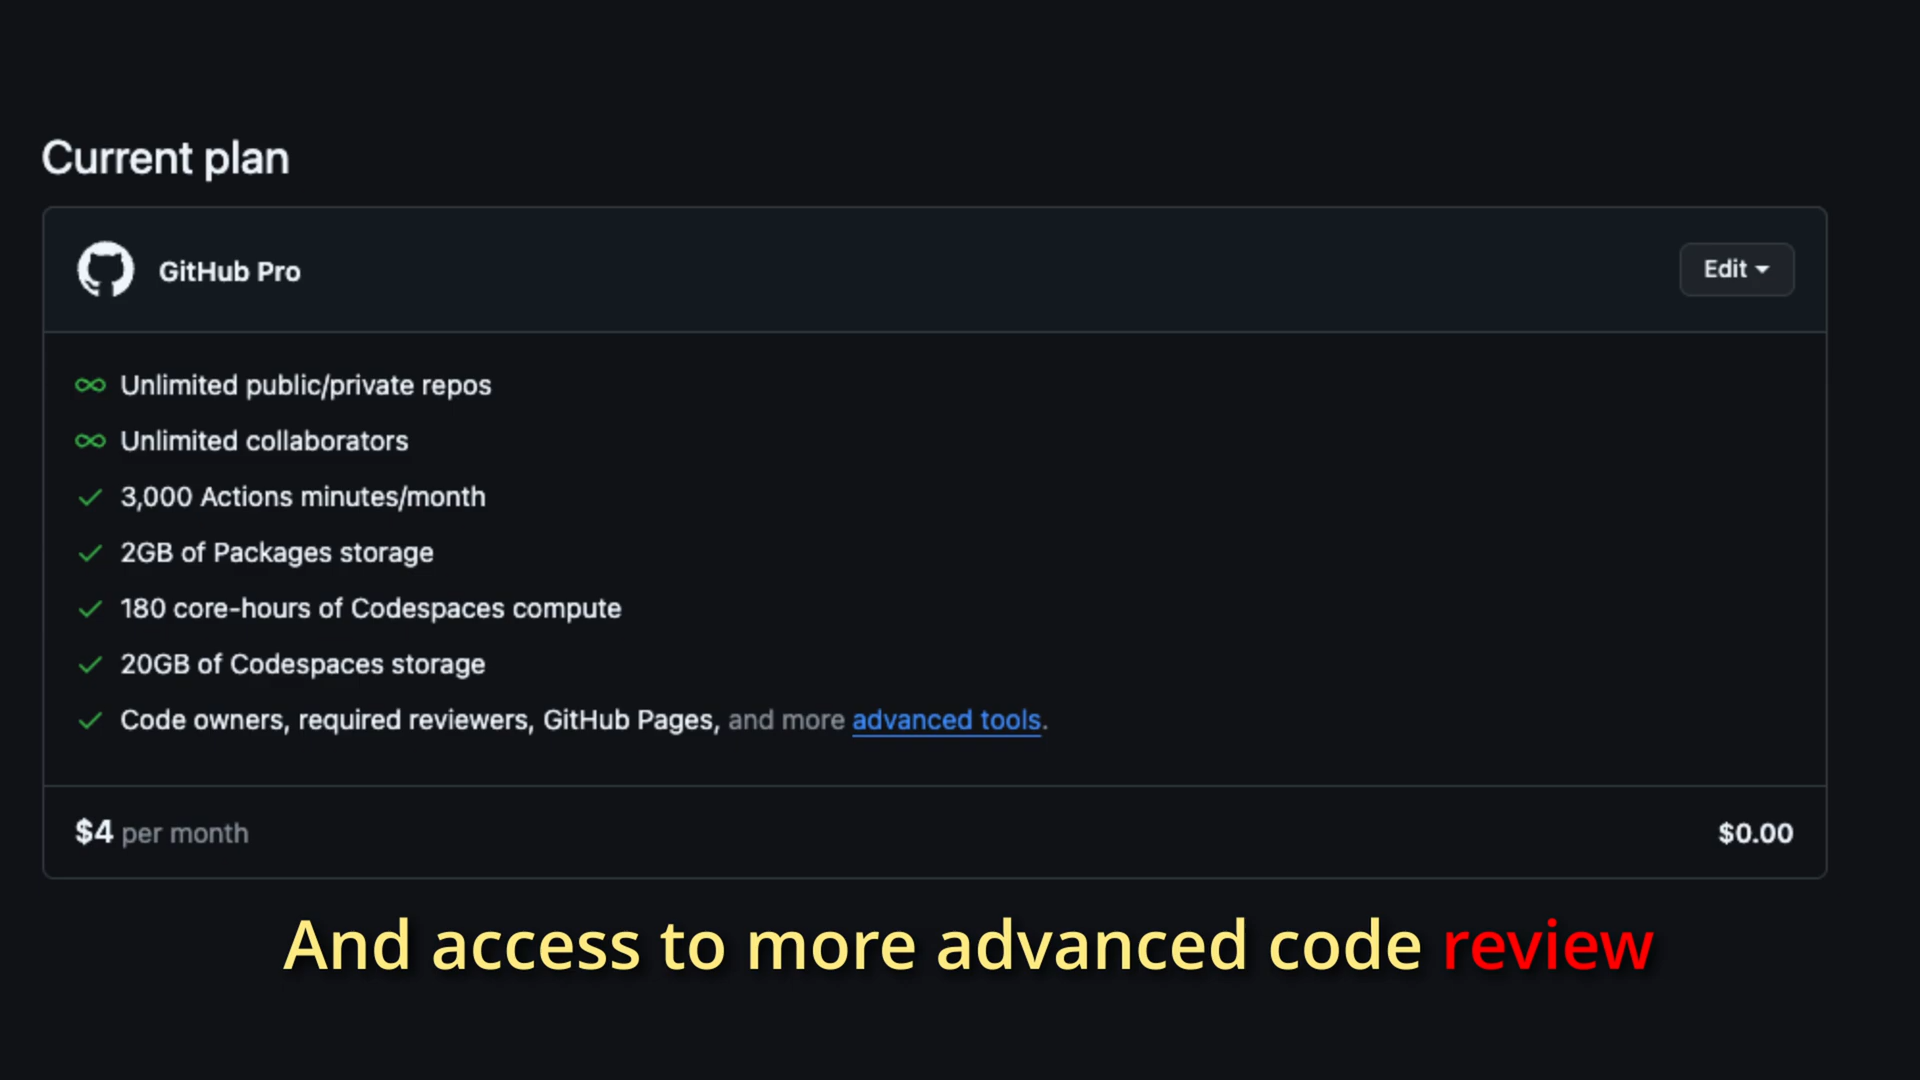 Current plan
GitHub Pro
Edit
Unlimited public/private repos
Unlimited collaborators
3,000 Actions minutes/month
2GB of Packages storage
180 core-hours of Codespaces compute
20GB of Codespaces storage
Code owners, required reviewers, GitHub Pages, and more advanced tools.
$4 per month
$0.00
And access to more advanced code review